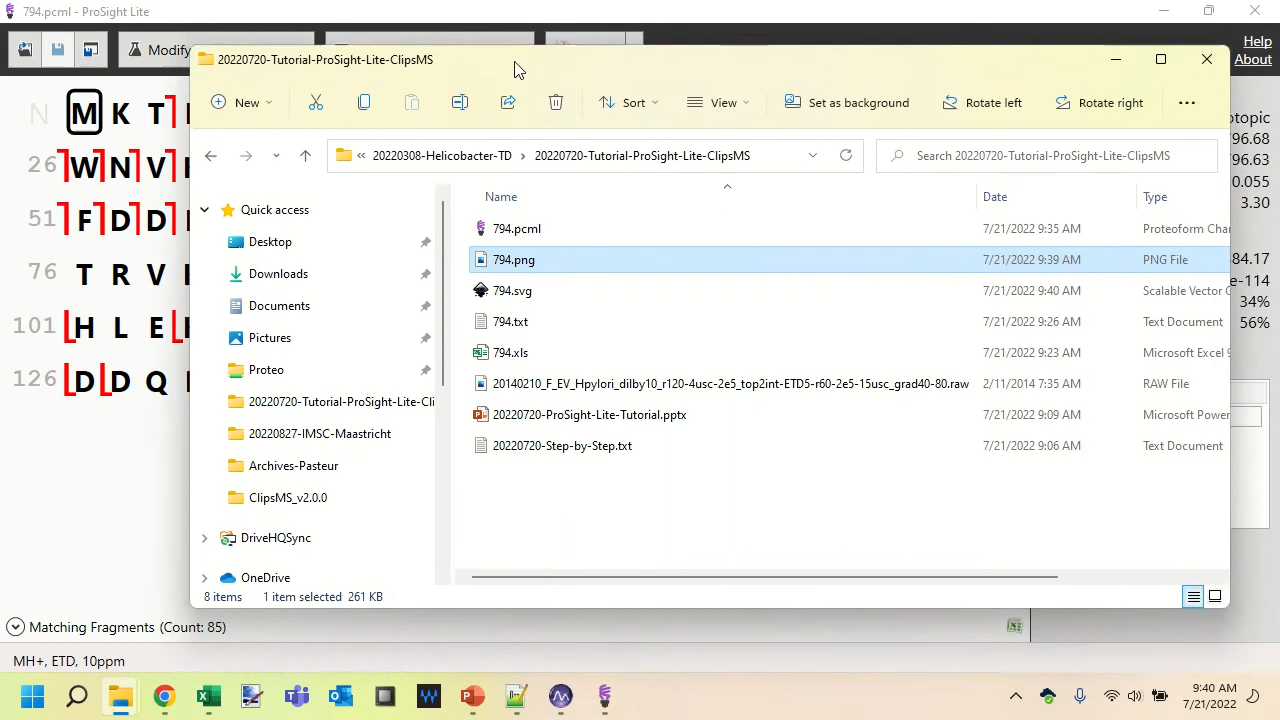 794.pcml - ProSight Lite
Help
About
Modify
20220720-Tutorial-ProSight-Lite-ClipsMS
New
Sort
View
Set as background
Rotate left
Rotate right
« 20220308-Helicobacter-TD > 20220720-Tutorial-ProSight-Lite-ClipsMS
Search 20220720-Tutorial-ProSight-Lite-ClipsMS
Quick access
Desktop
Downloads
Documents
Pictures
Proteo
20220720-Tutorial-ProSight-Lite-Cli
20220827-IMSC-Maastricht
Archives-Pasteur
ClipsMS_v2.0.0
DriveHQSync
OneDrive
Name Date Type
794.pcml 7/21/2022 9:35 AM Proteoform Char
794.png 7/21/2022 9:39 AM PNG File
794.svg 7/21/2022 9:40 AM Scalable Vector G
794.txt 7/21/2022 9:26 AM Text Document
794.xls 7/21/2022 9:23 AM Microsoft Excel 9
20140210_F_EV_Hpylori_dilby10_r120-4usc-2e5_top2int-ETD5-r60-2e5-15usc_grad40-80.raw 2/11/2014 7:35 AM RAW File
20220720-ProSight-Lite-Tutorial.pptx 7/21/2022 9:09 AM Microsoft Power
20220720-Step-by-Step.txt 7/21/2022 9:06 AM Text Document
8 items 1 item selected 261 KB
N M K T
26 W N V
51 F D D
76 T R V
101 H L E
126 D D Q
otopic
796.68
796.63
0.055
3.30
84.17
e-114
34%
56%
Matching Fragments (Count: 85)
MH+, ETD, 10ppm
9:40 AM
7/21/2022